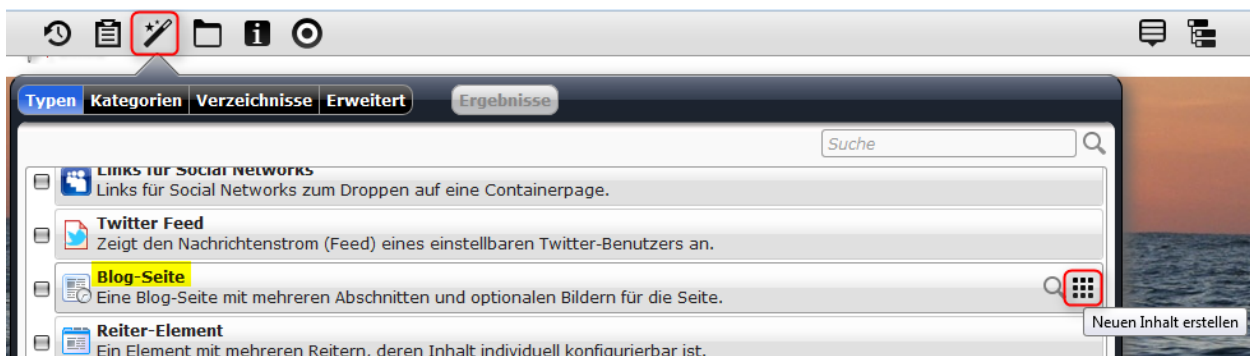 Typen Kategorien Verzeichnisse Erweitert Ergebnisse
Suche
Links für Social Networks
Links für Social Networks zum Droppen auf eine Containerpage.
Twitter Feed
Zeigt den Nachrichtenstrom (Feed) eines einstellbaren Twitter-Benutzers an.
Blog-Seite
Eine Blog-Seite mit mehreren Abschnitten und optionalen Bildern für die Seite.
Neuen Inhalt erstellen
Reiter-Element
Ein Element mit mehreren Reitern, deren Inhalt individuell konfigurierbar ist.